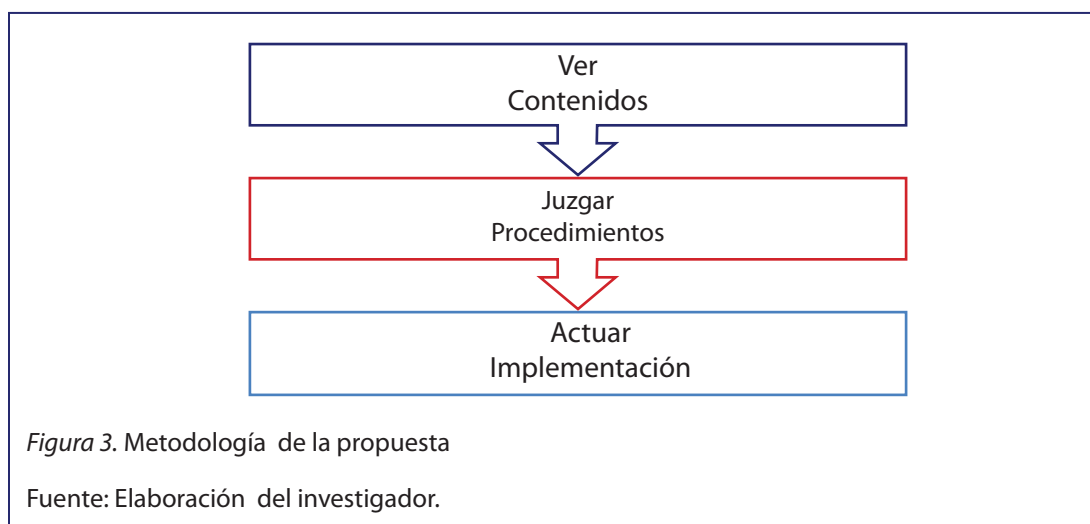 Ver
Contenidos
Juzgar
Procedimientos
Actuar
Implementación
Figura 3. Metodología de la propuesta
Fuente: Elaboración del investigador.